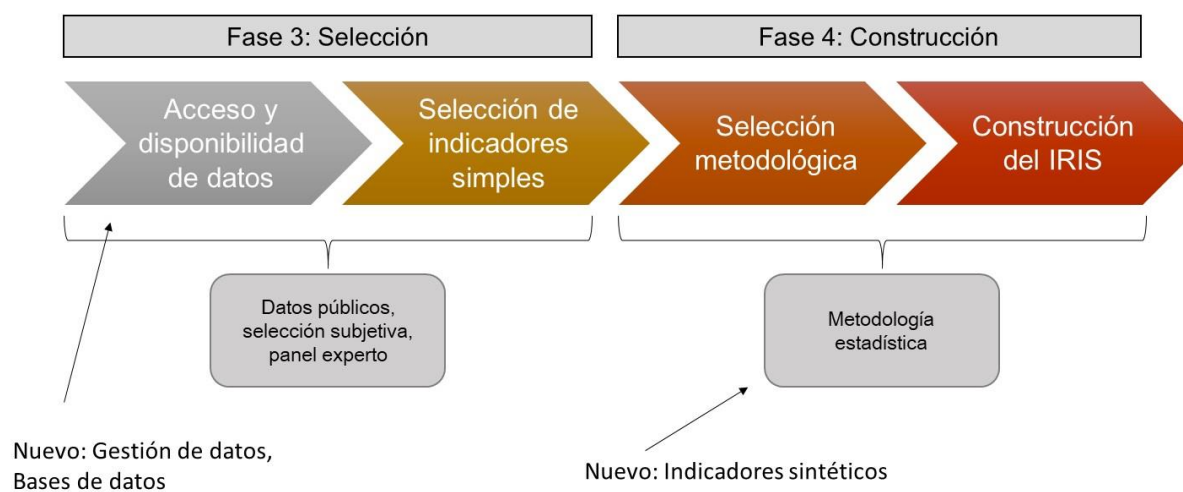 Fase 3: Selección
Fase 4: Construcción
Acceso y
disponibilidad
de datos
Selección de
indicadores
simples
Selección
metodológica
Construcción
del IRIS
Datos públicos,
selección subjetiva,
panel experto
Metodología
estadística
Nuevo: Gestión de datos,
Bases de datos
Nuevo: Indicadores sintéticos